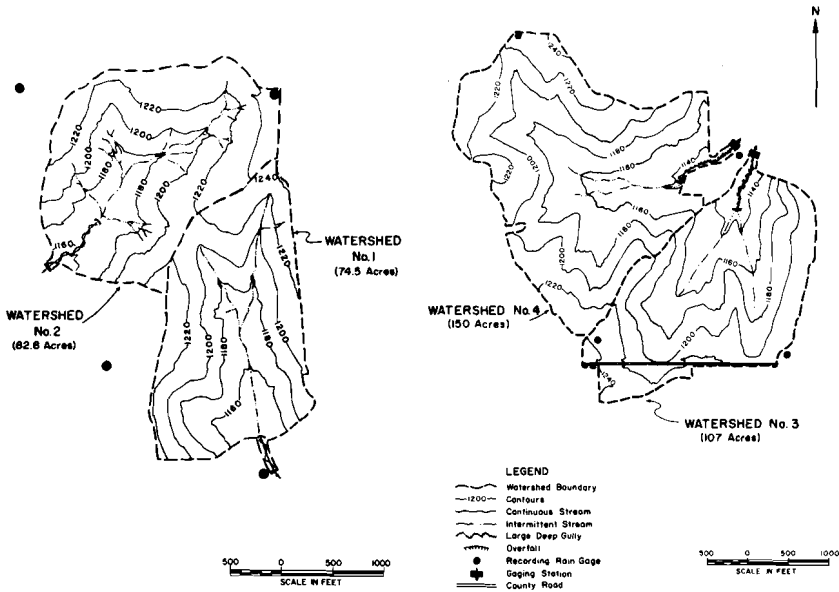 N
1220
1200
1220
1200
1180
1180
1200
1220
1240
1160
1220
1200
1180
1180
1200
1220
1160
WATERSHED
No. 1
(74.5 Acres)
WATERSHED
No. 2
(82.6 Acres)
1240
1220
1220
1200
1220
1180
1160
1140
1160
1180
1200
1220
1140
1160
1180
1200
1240
WATERSHED No. 4
(150 Acres)
WATERSHED No. 3
(107 Acres)
LEGEND
Watershed Boundary
1200 Contours
Continuous Stream
Intermittent Stream
Large Deep Gully
Overfall
Recording Rain Gage
Gaging Station
County Road
500 0 500 1000
SCALE IN FEET
500 0 500 1000
SCALE IN FEET